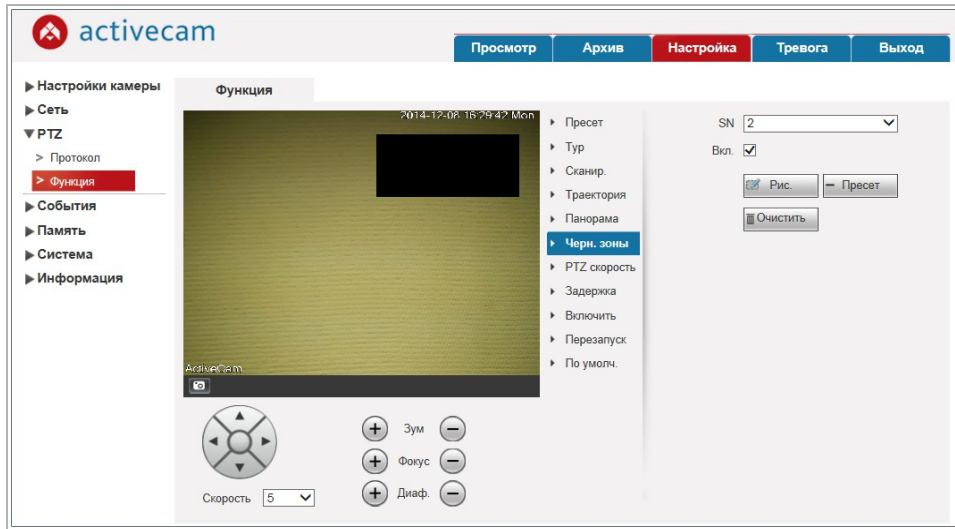 activecam
Просмотр Архив Настройка Тревога Выход
Настройки камеры
Сеть
PTZ
> Протокол
> Функция
События
Память
Система
Информация
Функция
2014-12-08 16:29:42 Mon
ActiveCam
Пресет
Тур
Сканир.
Траектория
Панорама
Черн. зоны
PTZ скорость
Задержка
Включить
Перезапуск
По умолч.
SN 2
Вкл.
Рис. Пресет
Очистить
Зум
Фокус
Диаф.
Скорость 5